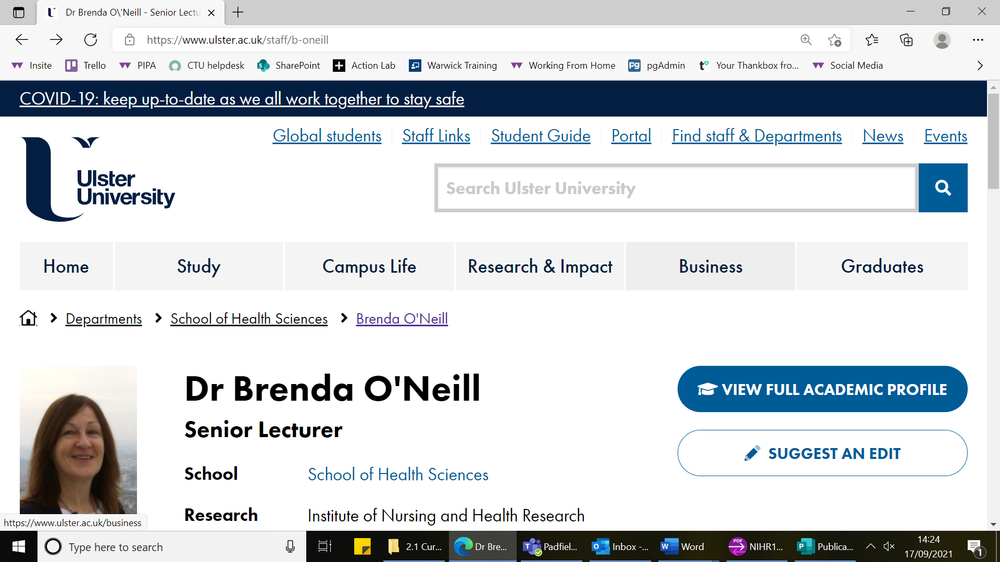 Dr Brenda O\'Neill - Senior Lectu
https://www.ulster.ac.uk/staff/b-oneill
Insite Trello PIPA CTU helpdesk SharePoint Action Lab Warwick Training Working From Home pgAdmin Your Thankbox fro... Social Media
COVID-19: keep up-to-date as we all work together to stay safe
Global students Staff Links Student Guide Portal Find staff & Departments News Events
Ulster
University
Search Ulster University
Home Study Campus Life Research & Impact Business Graduates
Departments School of Health Sciences Brenda O'Neill
Dr Brenda O'Neill
VIEW FULL ACADEMIC PROFILE
Senior Lecturer
SUGGEST AN EDIT
School School of Health Sciences
Research Institute of Nursing and Health Research
https://www.ulster.ac.uk/business
Type here to search 2.1 Cur... Dr Bre... Padfiel... Inbox -... Word NIHR1... Publica... 14:24
17/09/2021 1